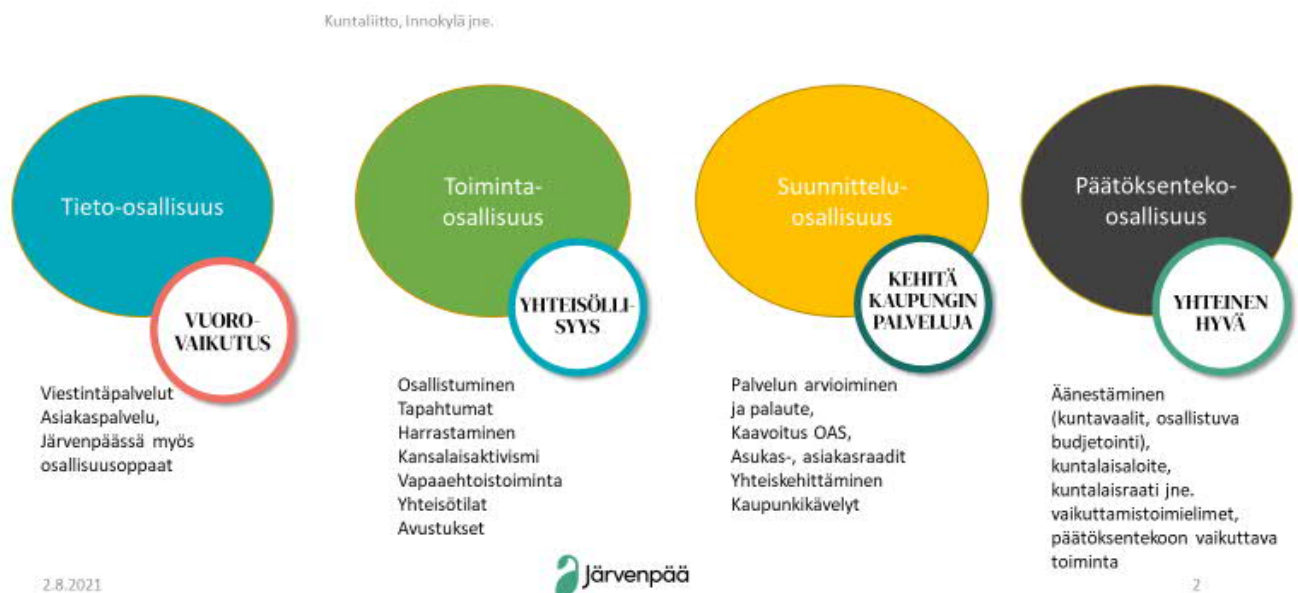 Kuntaliitto, Innokylä jne.
Tieto-osallisuus
VUORO-
VAIKUTUS
Viestintäpalvelut
Asiakaspalvelu,
Järvenpäässä myös
osallisuusoppaat
Toiminta-
osallisuus
YHTEISÖLLI-
SYYS
Osallistuminen
Tapahtumat
Harrastaminen
Kansalaisaktivismi
Vapaaehtoistoiminta
Yhteisötilat
Avustukset
Suunnittelu-
osallisuus
KEHITÄ
KAUPUNGIN
PALVELUJA
Palvelun arvioiminen
ja palaute,
Kaavoitus OAS,
Asukas-, asiakasraadit
Yhteiskehittäminen
Kaupunkikävelyt
Päätöksenteko-
osallisuus
YHTEINEN
HYVÄ
Äänestäminen
(kuntavaalit, osallistuva
budjetointi),
kuntalaisaloite,
kuntalaisraati jne.
vaikuttamistoimielimet,
päätöksentekoon vaikuttava
toiminta
2.8.2021
Järvenpää
2